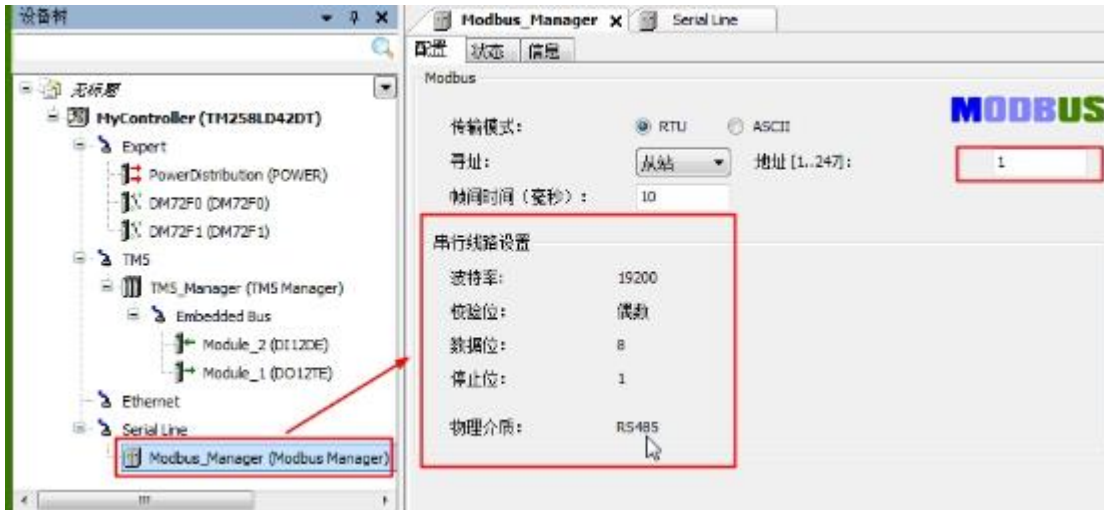 设备树
无标题
MyController (TM258LD42DT)
Expert
PowerDistribution (POWER)
DM72F0 (DM72F0)
DM72F1 (DM72F1)
TM5
TM5_Manager (TM5 Manager)
Embedded Bus
Module_2 (DI12DE)
Module_1 (DO12TE)
Ethernet
Serial Line
Modbus_Manager (Modbus Manager)
Modbus_Manager
Serial Line
配置 状态 信息
Modbus
MODBUS
传输模式: RTU ASCII
寻址: 从站 地址 [1..247]: 1
帧间时间 (毫秒) : 10
串行线路设置
波特率: 19200
校验位: 偶数
数据位: 8
停止位: 1
物理介质: RS485